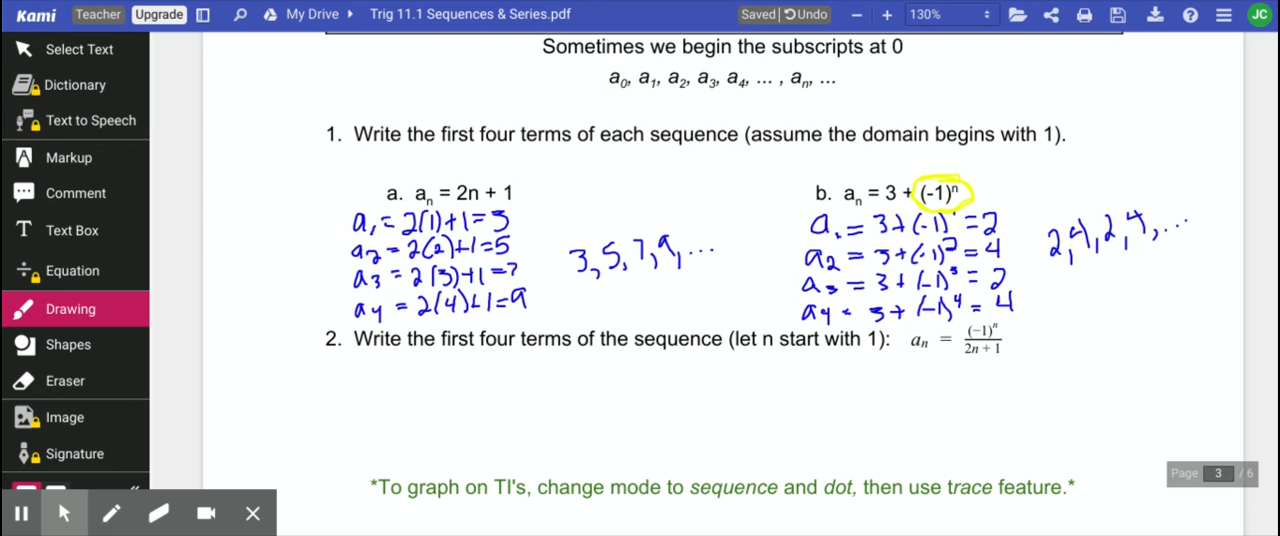 Kami Teacher Upgrade My Drive Trig 11.1 Sequences & Series.pdf Saved Undo 130% JC
Select Text
Dictionary
Text to Speech
Markup
Comment
Text Box
Equation
Drawing
Shapes
Eraser
Image
Signature
Sometimes we begin the subscripts at 0
a₀, a₁, a₂, a₃, a₄, ... , aₙ, ...
1. Write the first four terms of each sequence (assume the domain begins with 1).
a. aₙ = 2n + 1
a₁ = 2(1)+1=3
a₂ = 2(2)+1=5
a₃ = 2(3)+1=7
a₄ = 2(4)+1=9
3, 5, 7, 9, ...
b. aₙ = 3 + (-1)ⁿ
a₁ = 3+(-1)¹ = 2
a₂ = 3+(-1)² = 4
a₃ = 3+(-1)³ = 2
a₄ = 3+(-1)⁴ = 4
2, 4, 2, 4, ...
2. Write the first four terms of the sequence (let n start with 1): aₙ = (−1)ⁿ / 2n + 1
*To graph on TI's, change mode to sequence and dot, then use trace feature.*
Page 3 / 6